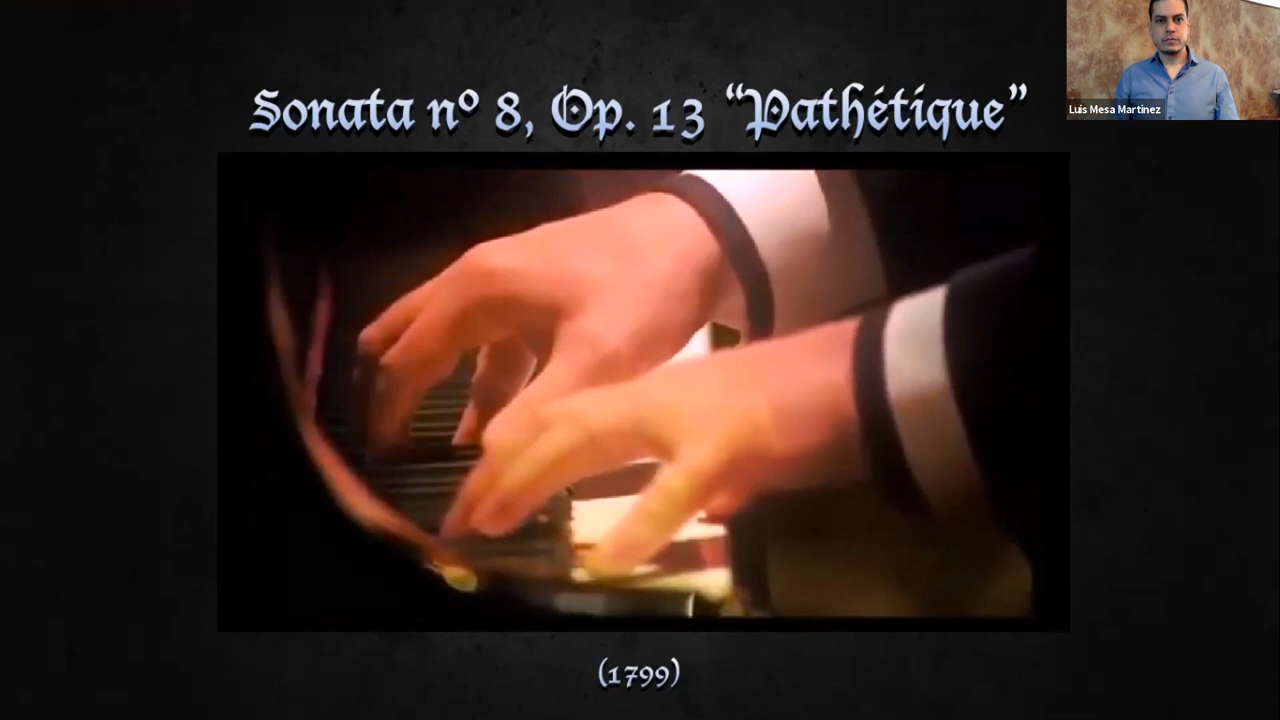 Sonata nº 8, Op. 13 “Pathétique”
Luis Mesa Martinez
(1799)